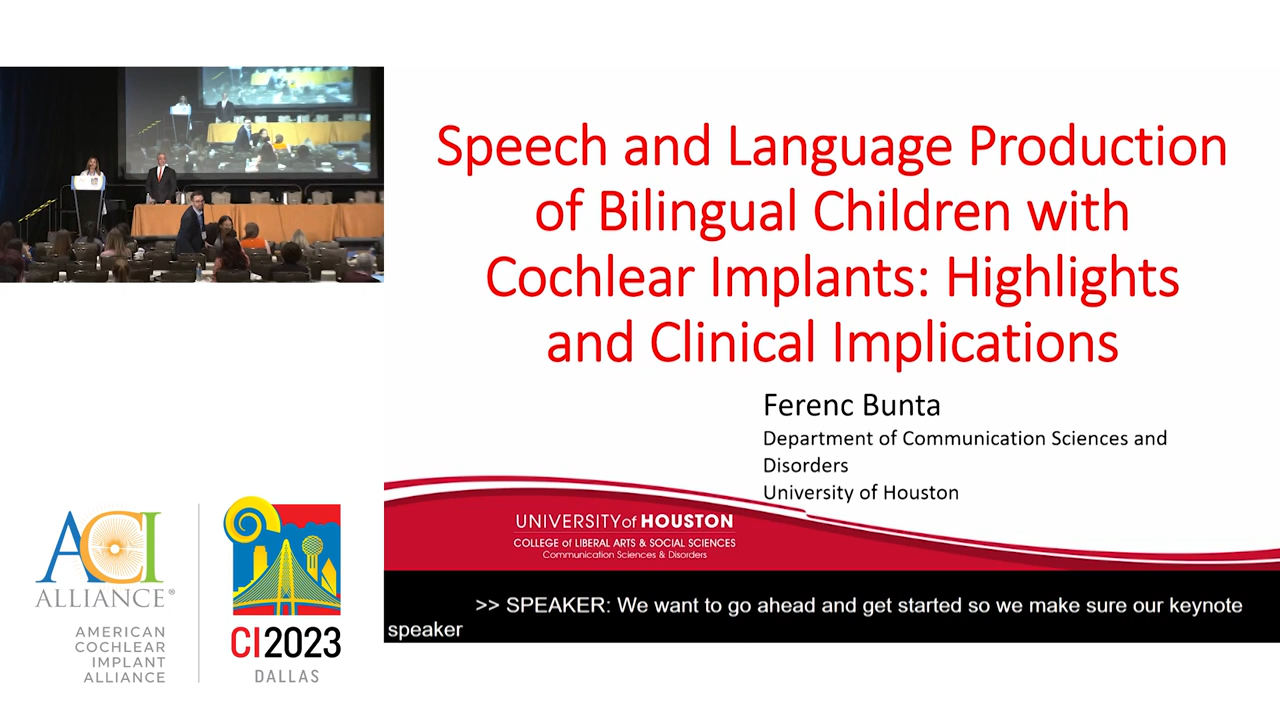 Speech and Language Production
of Bilingual Children with
Cochlear Implants: Highlights
and Clinical Implications
Ferenc Bunta
Department of Communication Sciences and
Disorders
University of Houston
UNIVERSITY of HOUSTON
COLLEGE of LIBERAL ARTS & SOCIAL SCIENCES
Communication Sciences & Disorders
>> SPEAKER: We want to go ahead and get started so we make sure our keynote
speaker
ACI
ALLIANCE®
AMERICAN
COCHLEAR
IMPLANT
ALLIANCE
CI2023
DALLAS